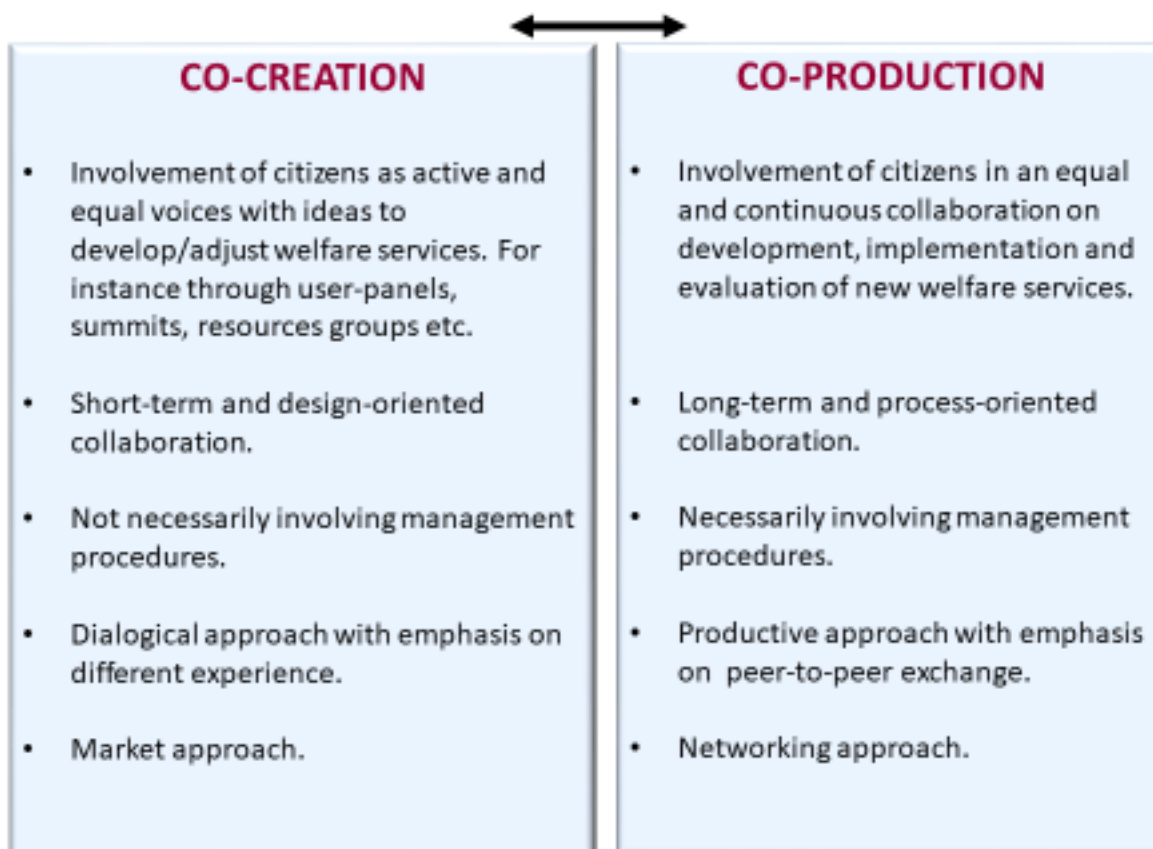 CO-CREATION
• Involvement of citizens as active and
equal voices with ideas to
develop/adjust welfare services. For
instance through user-panels,
summits, resources groups etc.
• Short-term and design-oriented
collaboration.
• Not necessarily involving management
procedures.
• Dialogical approach with emphasis on
different experience.
• Market approach.
CO-PRODUCTION
• Involvement of citizens in an equal
and continuous collaboration on
development, implementation and
evaluation of new welfare services.
• Long-term and process-oriented
collaboration.
• Necessarily involving management
procedures.
• Productive approach with emphasis
on peer-to-peer exchange.
• Networking approach.